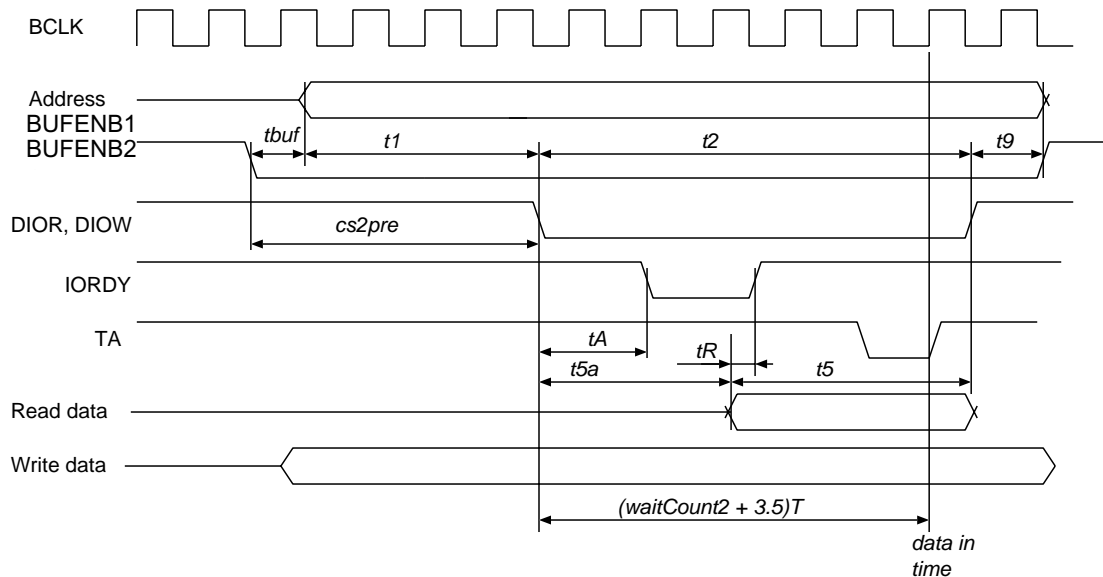 BCLK
Address
BUFENB1
BUFENB2
tbuf
t1
t2
t9
DIOR, DIOW
cs2pre
IORDY
TA
tA
tR
t5a
t5
Read data
Write data
(waitCount2 + 3.5)T
data in
time